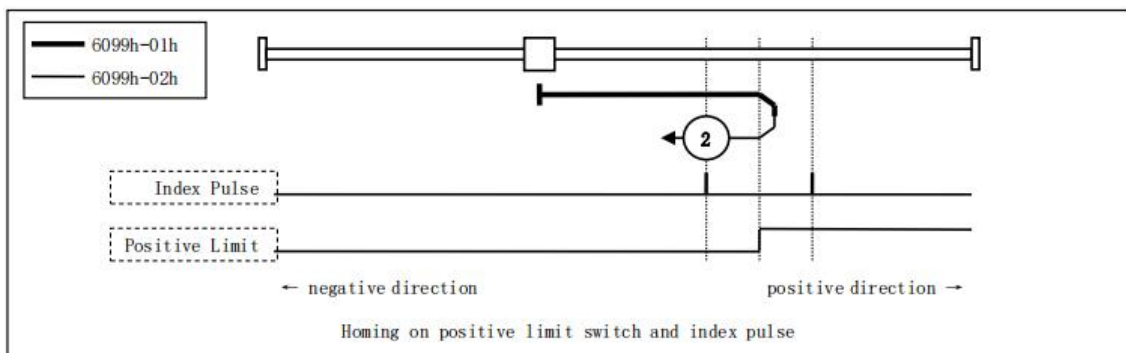 6099h-01h
6099h-02h
2
Index Pulse
Positive Limit
← negative direction
positive direction →
Homing on positive limit switch and index pulse